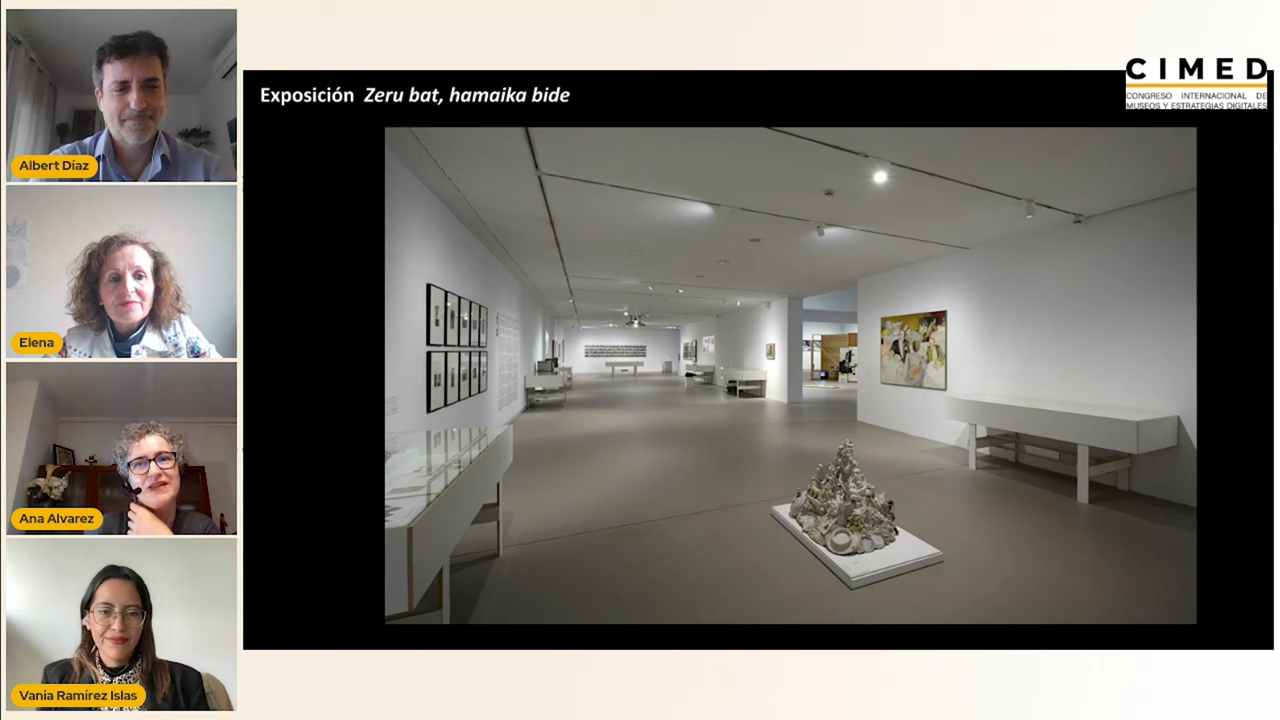 Albert Díaz
Elena
Ana Alvarez
Vania Ramírez Islas
Exposición Zeru bat, hamaika bide
CIMED
CONGRESO INTERNACIONAL DE
MUSEOS Y ESTRATEGIAS DIGITALES